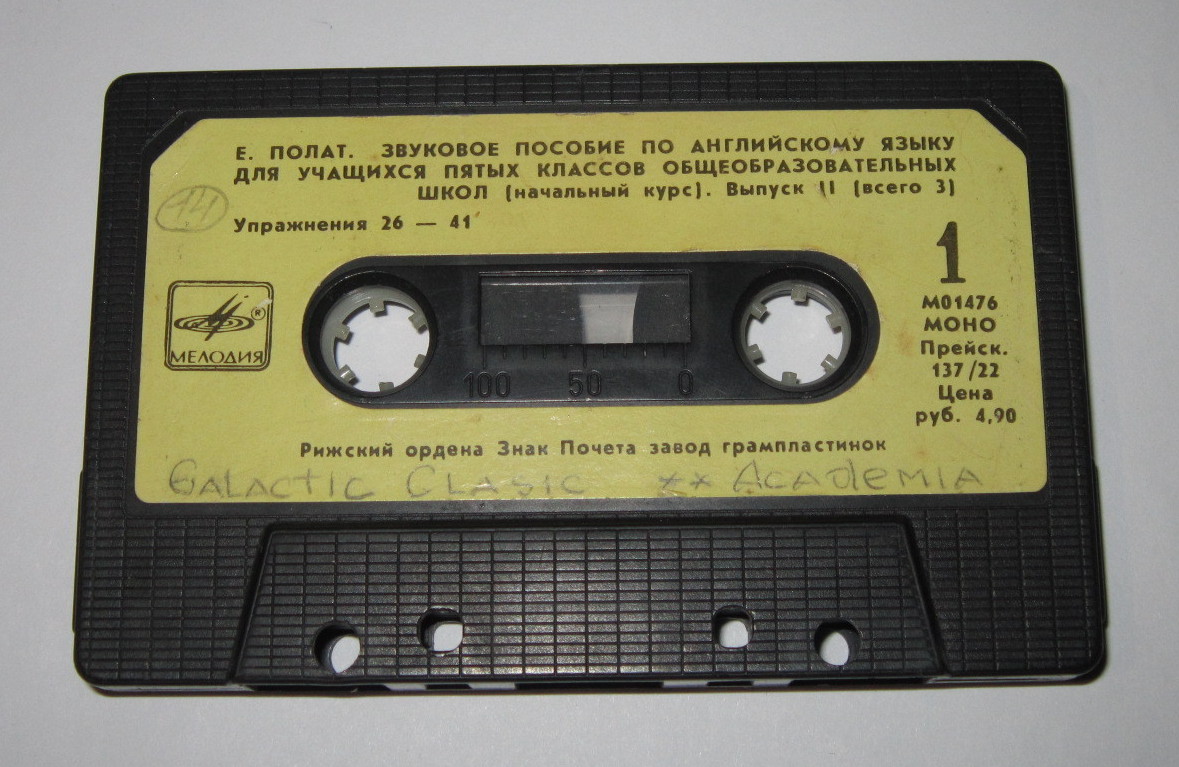 Е. ПОЛАТ. ЗВУКОВОЕ ПОСОБИЕ ПО АНГЛИЙСКОМУ ЯЗЫКУ
ДЛЯ УЧАЩИХСЯ ПЯТЫХ КЛАССОВ ОБЩЕОБРАЗОВАТЕЛЬНЫХ
ШКОЛ (начальный курс). Выпуск II (всего 3)
14
Упражнения 26 — 41
1
М01476
МОНО
Прейск.
137/22
Цена
руб. 4,90
®
МЕЛОДИЯ
100 50 0
Рижский ордена Знак Почета завод грампластинок
GALACTIC CLASIC ** ACADEMIA